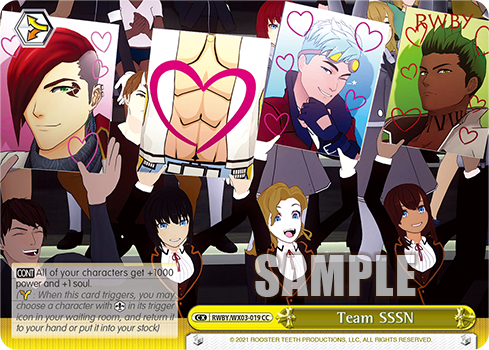 RWBY
CONT All of your characters get +1000
power and +1 soul.
( : When this card triggers, you may
choose a character with in its trigger
icon in your waiting room, and return it
to your hand or put it into your stock)
SAMPLE
CX RWBY/WX03-019 CC Team SSSN
© 2021 ROOSTER TEETH PRODUCTIONS, LLC, ALL RIGHTS RESERVED.